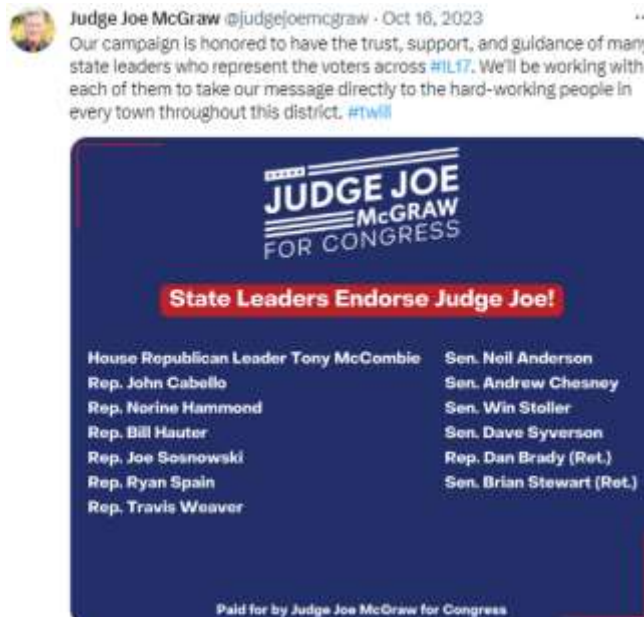 Judge Joe McGraw @judgejoemcgraw · Oct 16, 2023
Our campaign is honored to have the trust, support, and guidance of many
state leaders who represent the voters across #IL17. We'll be working with
each of them to take our message directly to the hard-working people in
every town throughout this district. #twill
JUDGE JOE
McGRAW
FOR CONGRESS
State Leaders Endorse Judge Joe!
House Republican Leader Tony McCombie
Rep. John Cabello
Rep. Norine Hammond
Rep. Bill Hauter
Rep. Joe Sosnowski
Rep. Ryan Spain
Rep. Travis Weaver
Sen. Neil Anderson
Sen. Andrew Chesney
Sen. Win Stoller
Sen. Dave Syverson
Rep. Dan Brady (Ret.)
Sen. Brian Stewart (Ret.)
Paid for by Judge Joe McGraw for Congress